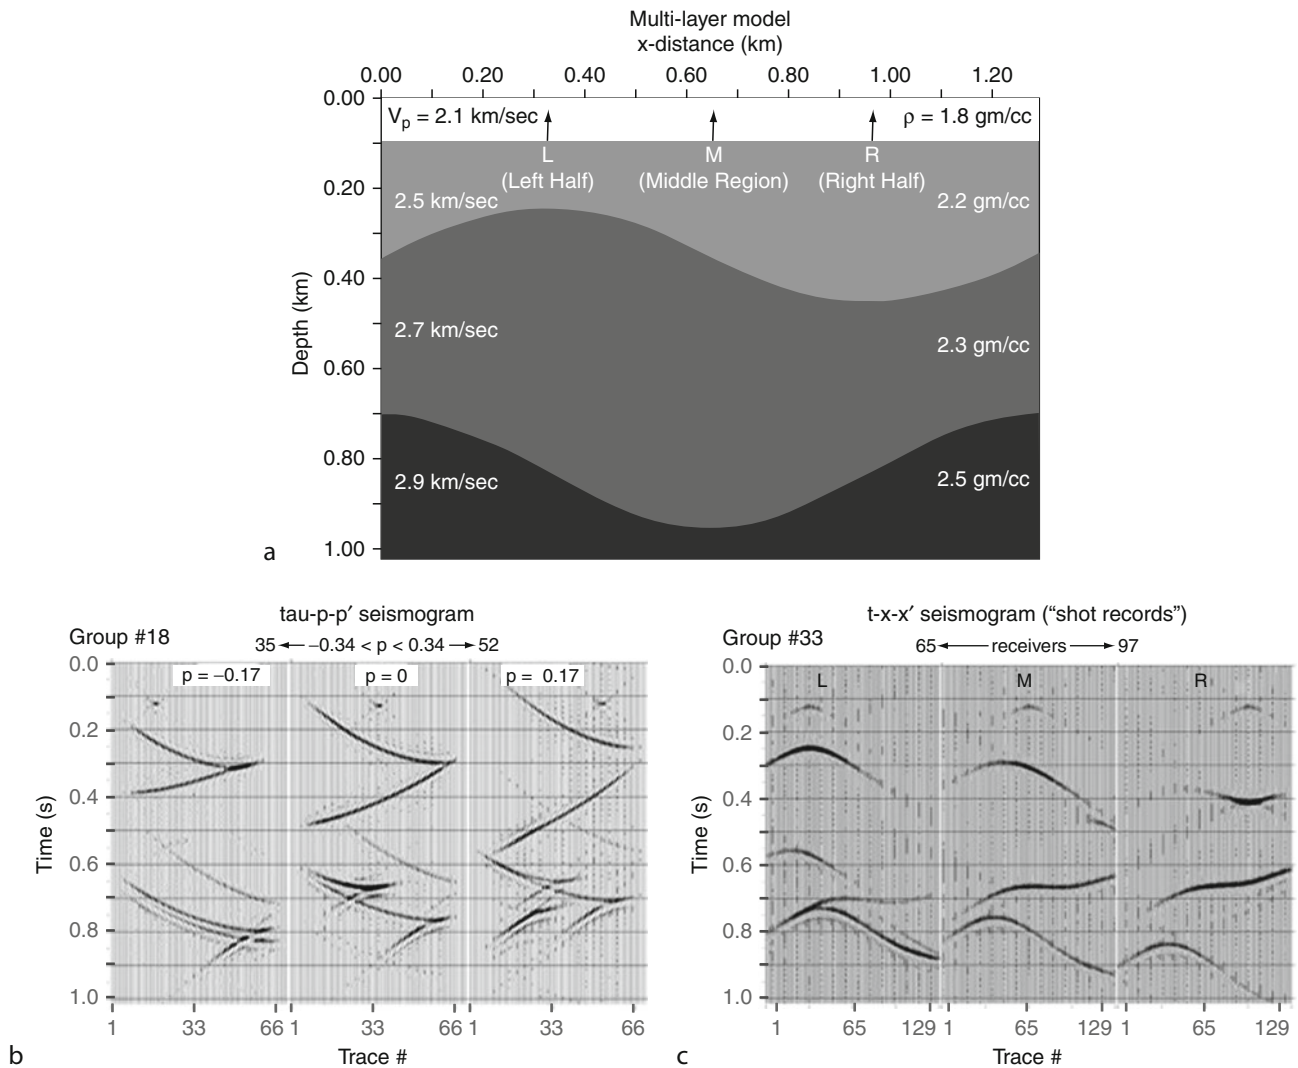 Multi-layer model
x-distance (km)
0.00 0.20 0.40 0.60 0.80 1.00 1.20
0.00
Vp = 2.1 km/sec
ρ = 1.8 gm/cc
L M R
(Left Half) (Middle Region) (Right Half)
0.20
2.5 km/sec
2.2 gm/cc
0.40
Depth (km)
2.7 km/sec
2.3 gm/cc
0.60
0.80
2.9 km/sec
2.5 gm/cc
1.00
a
tau-p-p′ seismogram
Group #18
35 −0.34 < p < 0.34 52
0.0
p = −0.17 p = 0 p = 0.17
0.2
0.4
Time (s)
0.6
0.8
1.0
1 33 66 1 33 66 1 33 66
Trace #
b
t-x-x′ seismogram (“shot records”)
Group #33
65 receivers 97
0.0
L M R
0.2
0.4
Time (s)
0.6
0.8
1.0
1 65 129 1 65 129 1 65 129
Trace #
c